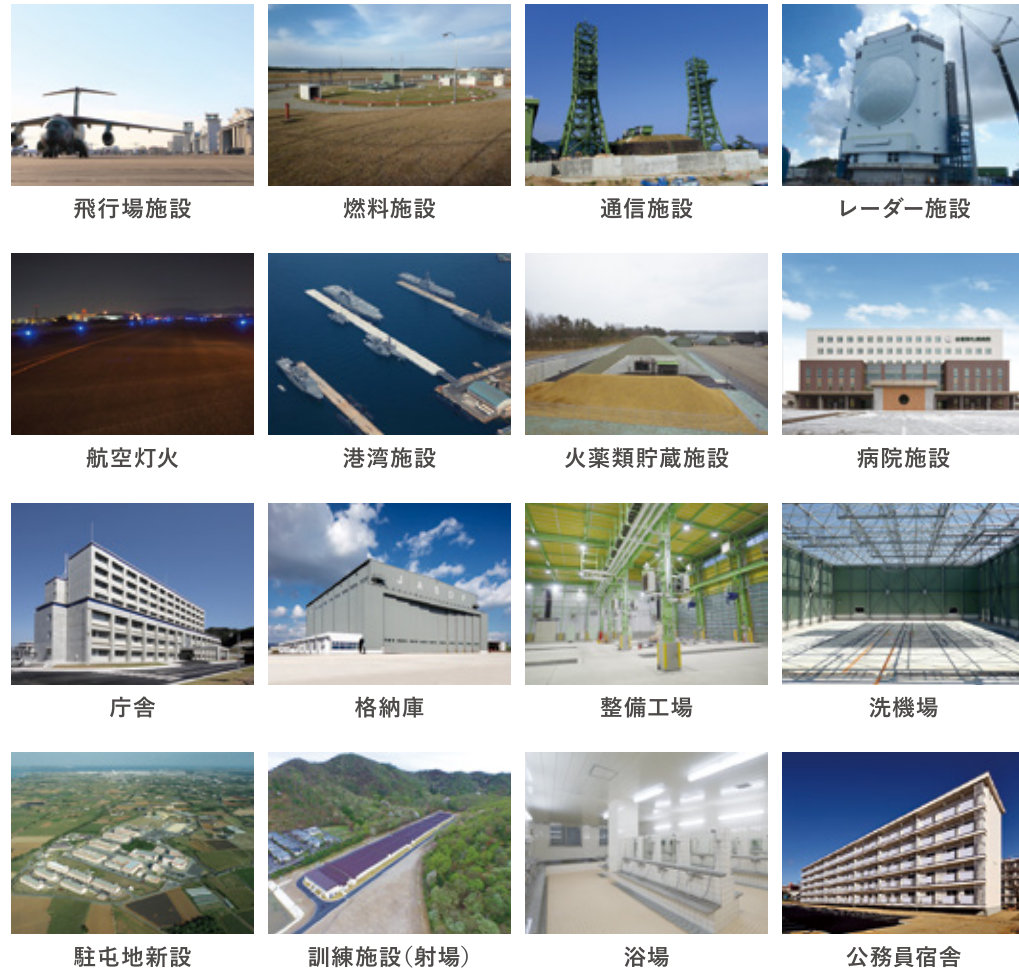 飛行場施設
燃料施設
通信施設
レーダー施設
航空灯火
港湾施設
火薬類貯蔵施設
病院施設
庁舎
格納庫
整備工場
洗機場
駐屯地新設
訓練施設（射場）
浴場
公務員宿舎